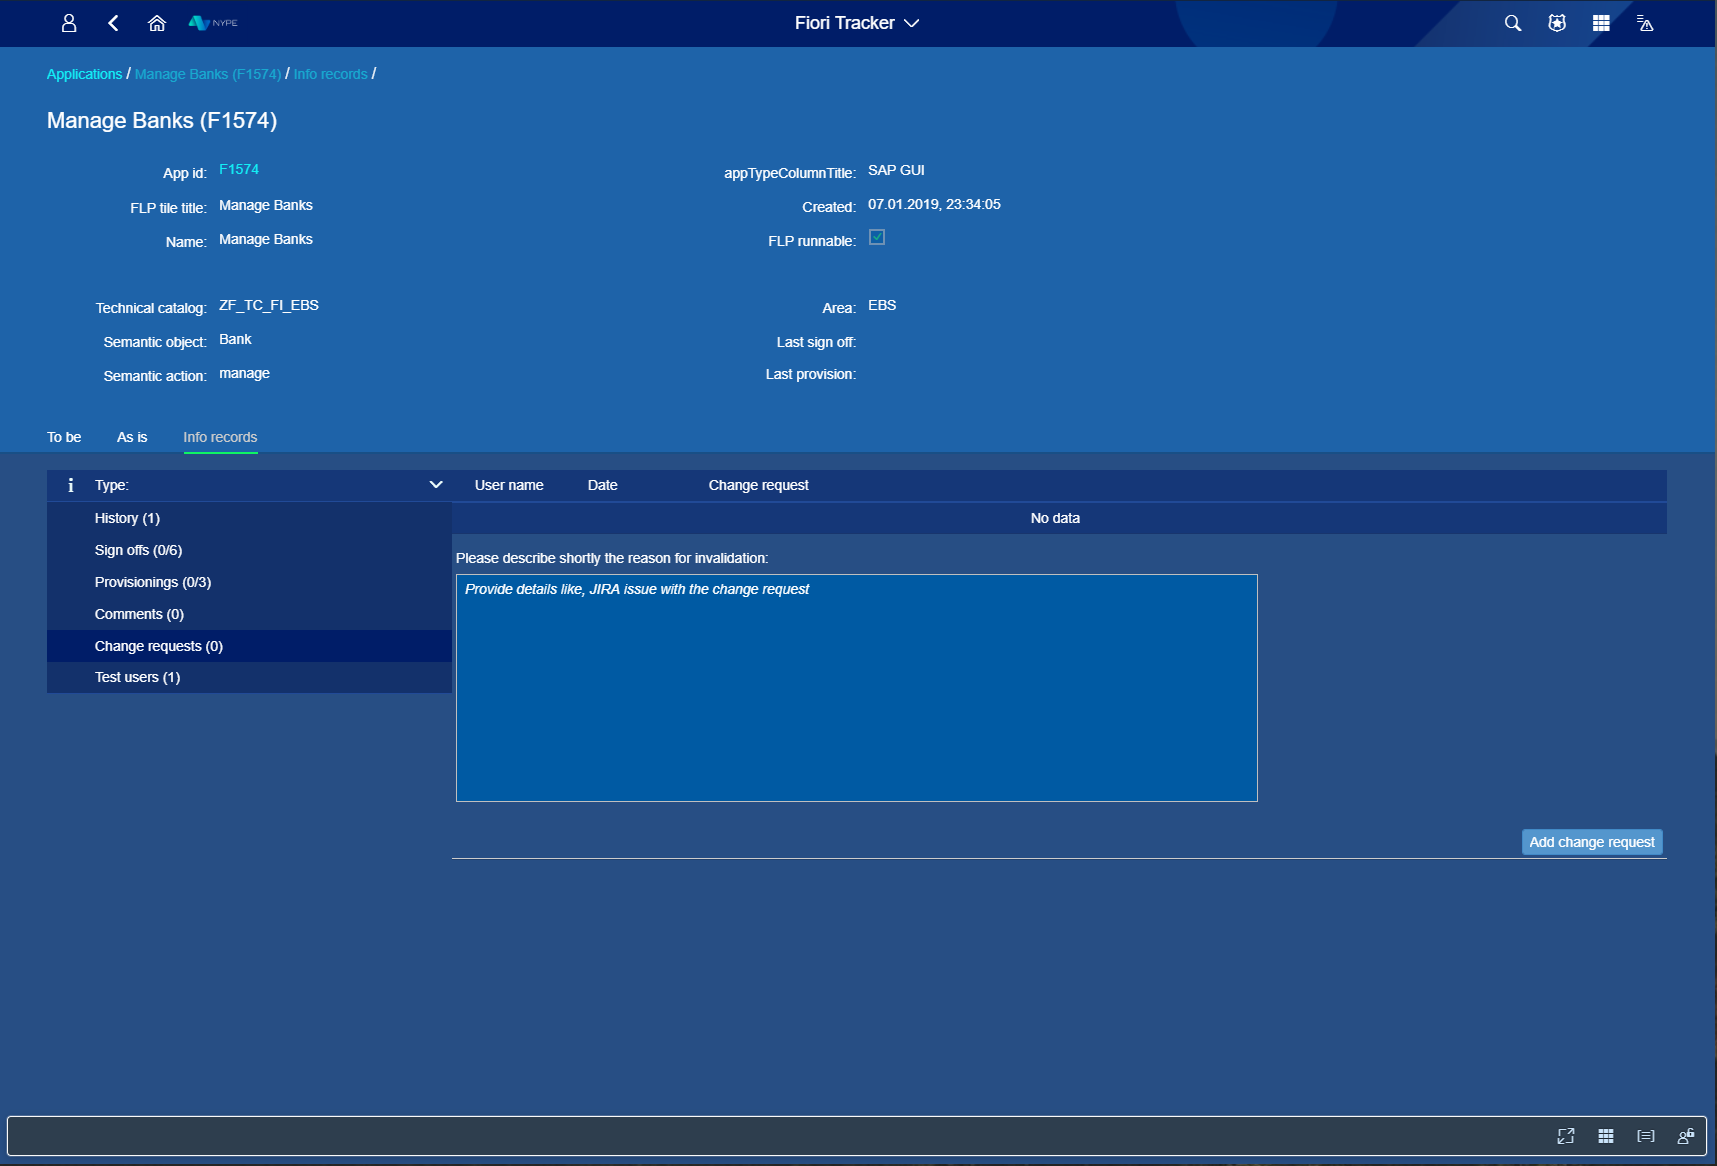 NYPE
Fiori Tracker
Applications / Manage Banks (F1574) / Info records /
Manage Banks (F1574)
App id: F1574
appTypeColumnTitle: SAP GUI
FLP tile title: Manage Banks
Created: 07.01.2019, 23:34:05
Name: Manage Banks
FLP runnable:
Technical catalog: ZF_TC_FI_EBS
Area: EBS
Semantic object: Bank
Last sign off:
Semantic action: manage
Last provision:
To be As is Info records
Type:
User name Date Change request
History (1)
No data
Sign offs (0/6)
Provisionings (0/3)
Comments (0)
Change requests (0)
Test users (1)
Please describe shortly the reason for invalidation:
Provide details like, JIRA issue with the change request
Add change request